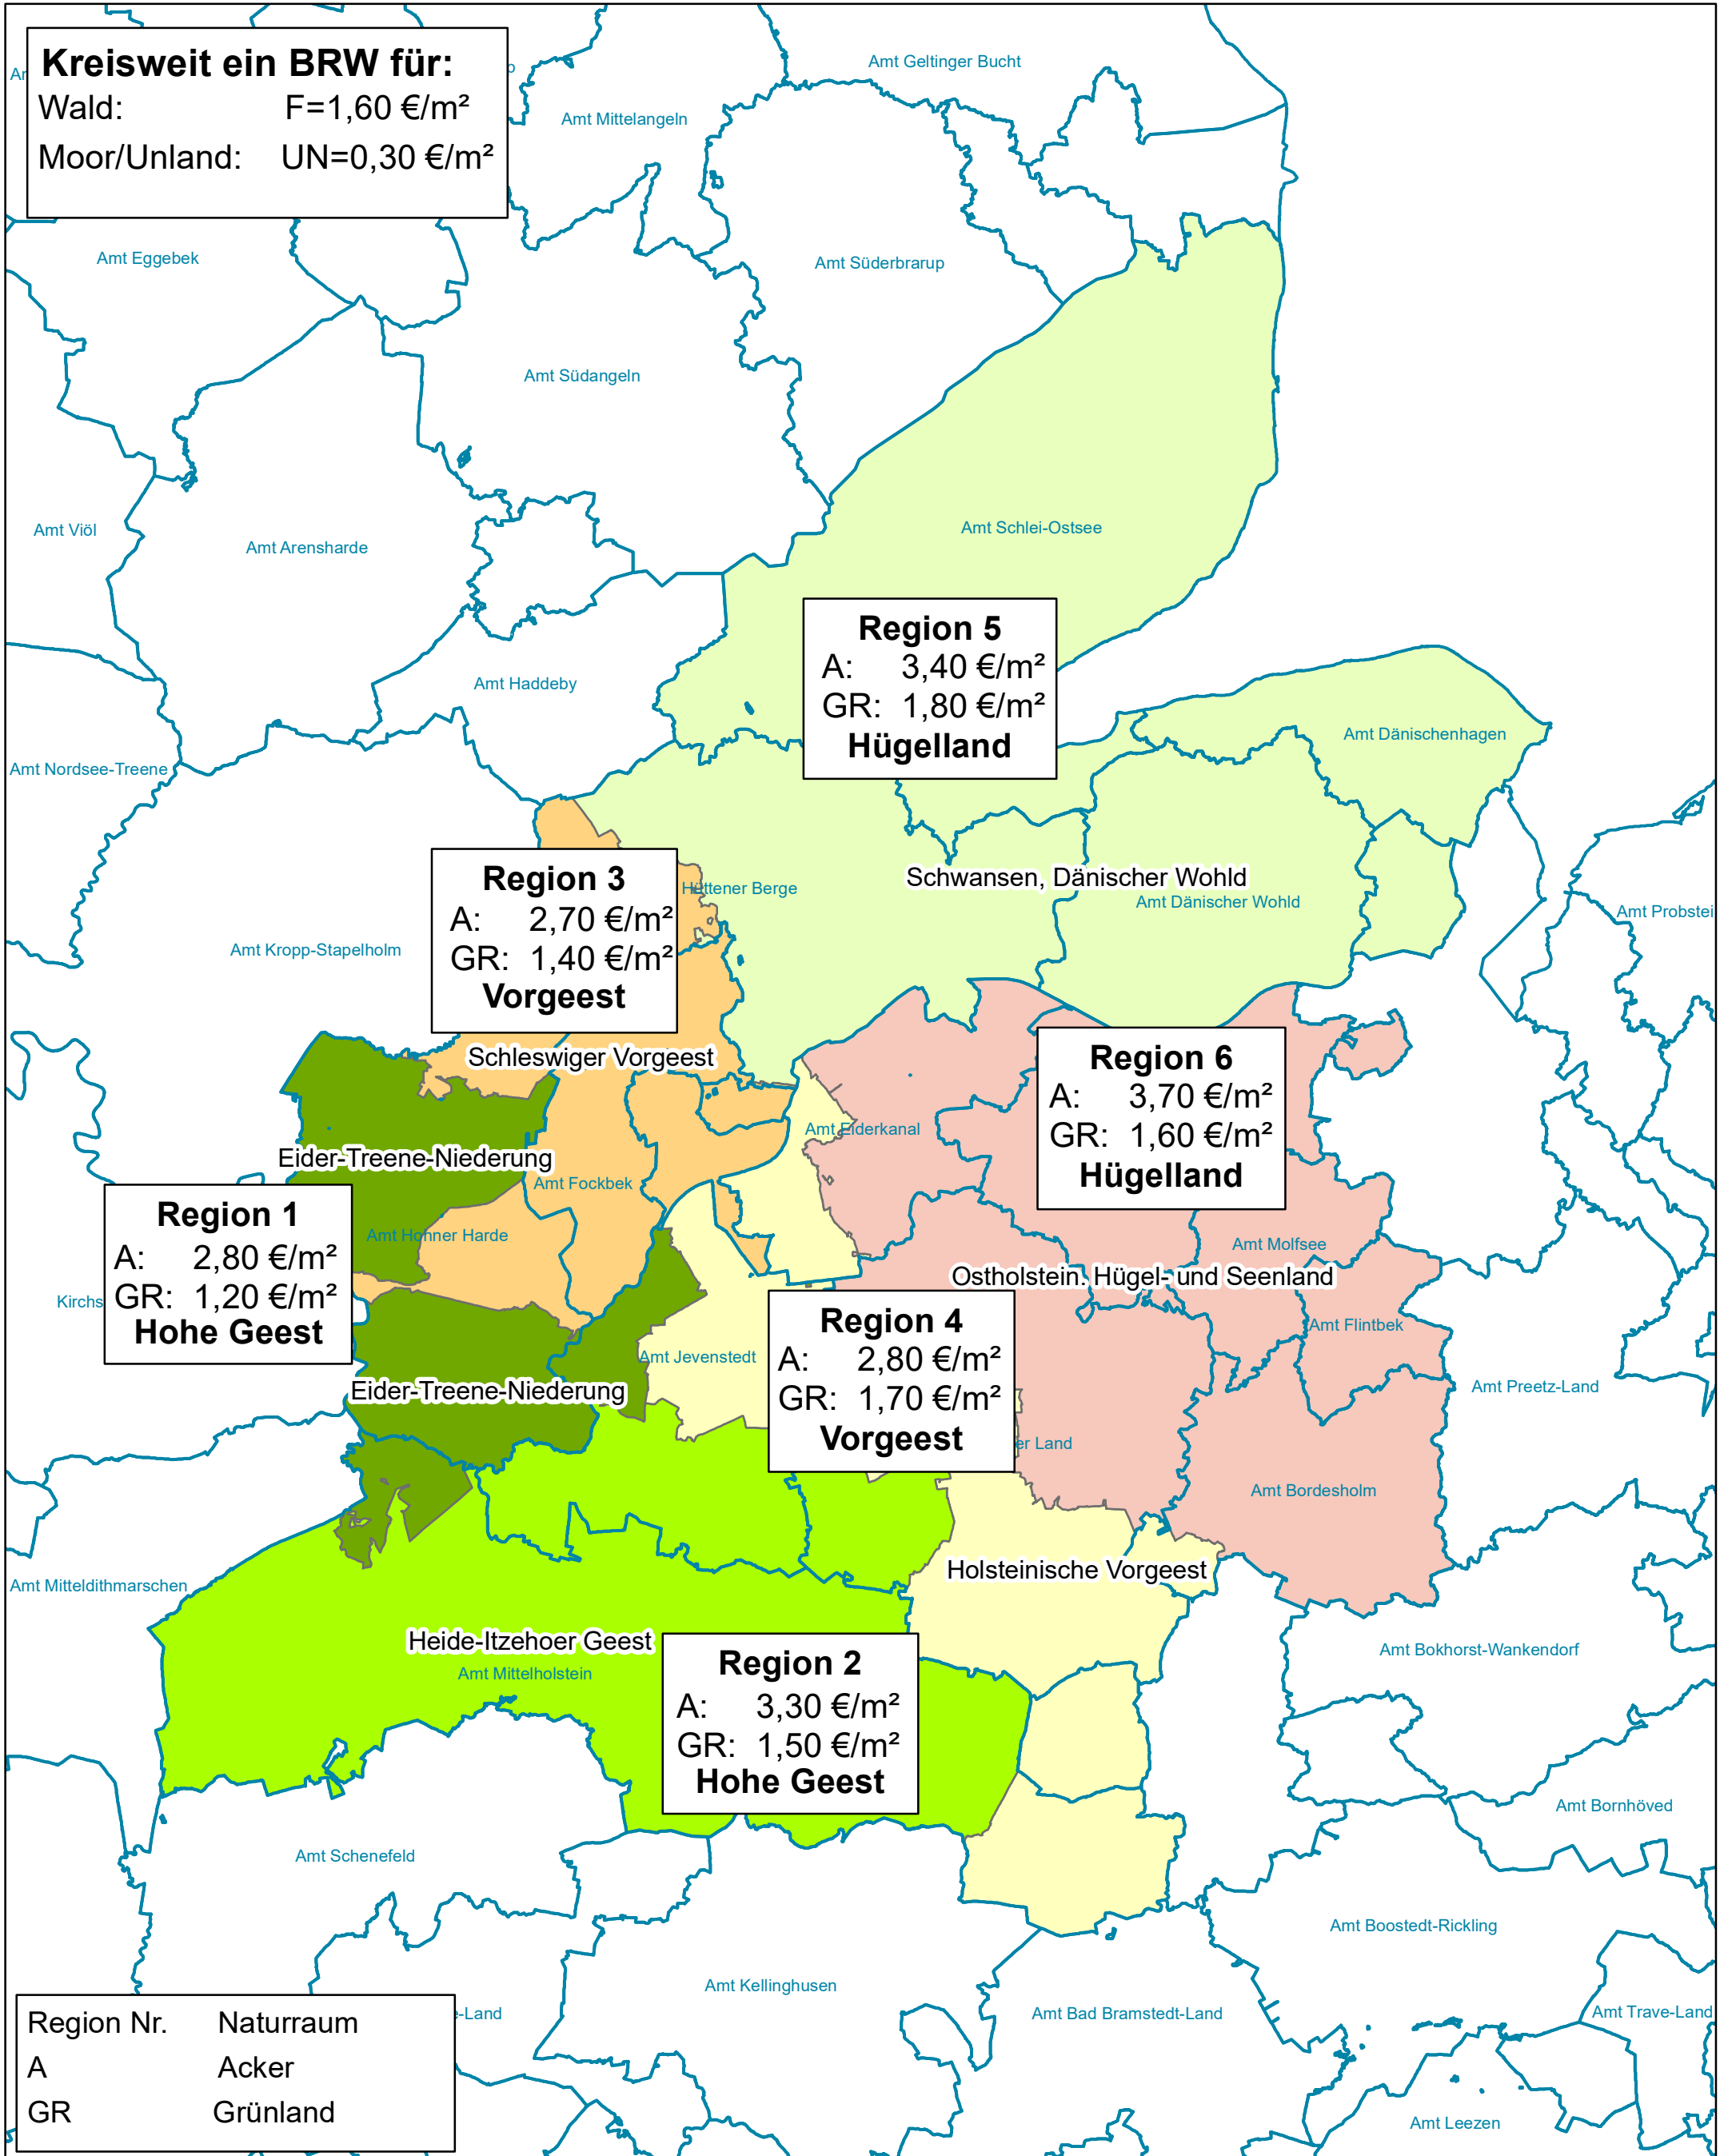 Kreisweit ein BRW für:
Wald: F=1,60 €/m²
Moor/Unland: UN=0,30 €/m²
Amt Geltinger Bucht
Amt Mittelangeln
Amt Eggebek
Amt Süderbrarup
Amt Südangeln
Amt Viöl
Amt Arensharde
Amt Schlei-Ostsee
Region 5
A: 3,40 €/m²
GR: 1,80 €/m²
Hügelland
Amt Haddeby
Amt Dänischenhagen
Amt Nordsee-Treene
Region 3
A: 2,70 €/m²
GR: 1,40 €/m²
Vorgeest
Hüttener Berge
Schwansen, Dänischer Wohld
Amt Dänischer Wohld
Amt Probstei
Amt Kropp-Stapelholm
Schleswiger Vorgeest
Region 6
A: 3,70 €/m²
GR: 1,60 €/m²
Hügelland
Amt Eiderkanal
Eider-Treene-Niederung
Amt Fockbek
Region 1
A: 2,80 €/m²
GR: 1,20 €/m²
Hohe Geest
Amt Hohner Harde
Kirchs
Amt Molfsee
Ostholstein. Hügel- und Seenland
Amt Flintbek
Region 4
A: 2,80 €/m²
GR: 1,70 €/m²
Vorgeest
Amt Jevenstedt
Eider-Treene-Niederung
Amt Preetz-Land
er Land
Amt Bordesholm
Holsteinische Vorgeest
Amt Mitteldithmarschen
Heide-Itzehoer Geest
Amt Mittelholstein
Region 2
A: 3,30 €/m²
GR: 1,50 €/m²
Hohe Geest
Amt Bokhorst-Wankendorf
Amt Bornhöved
Amt Schenefeld
Amt Boostedt-Rickling
Amt Kellinghusen
Amt Bad Bramstedt-Land
Amt Trave-Land
e-Land
Amt Leezen
Region Nr. Naturraum
A Acker
GR Grünland